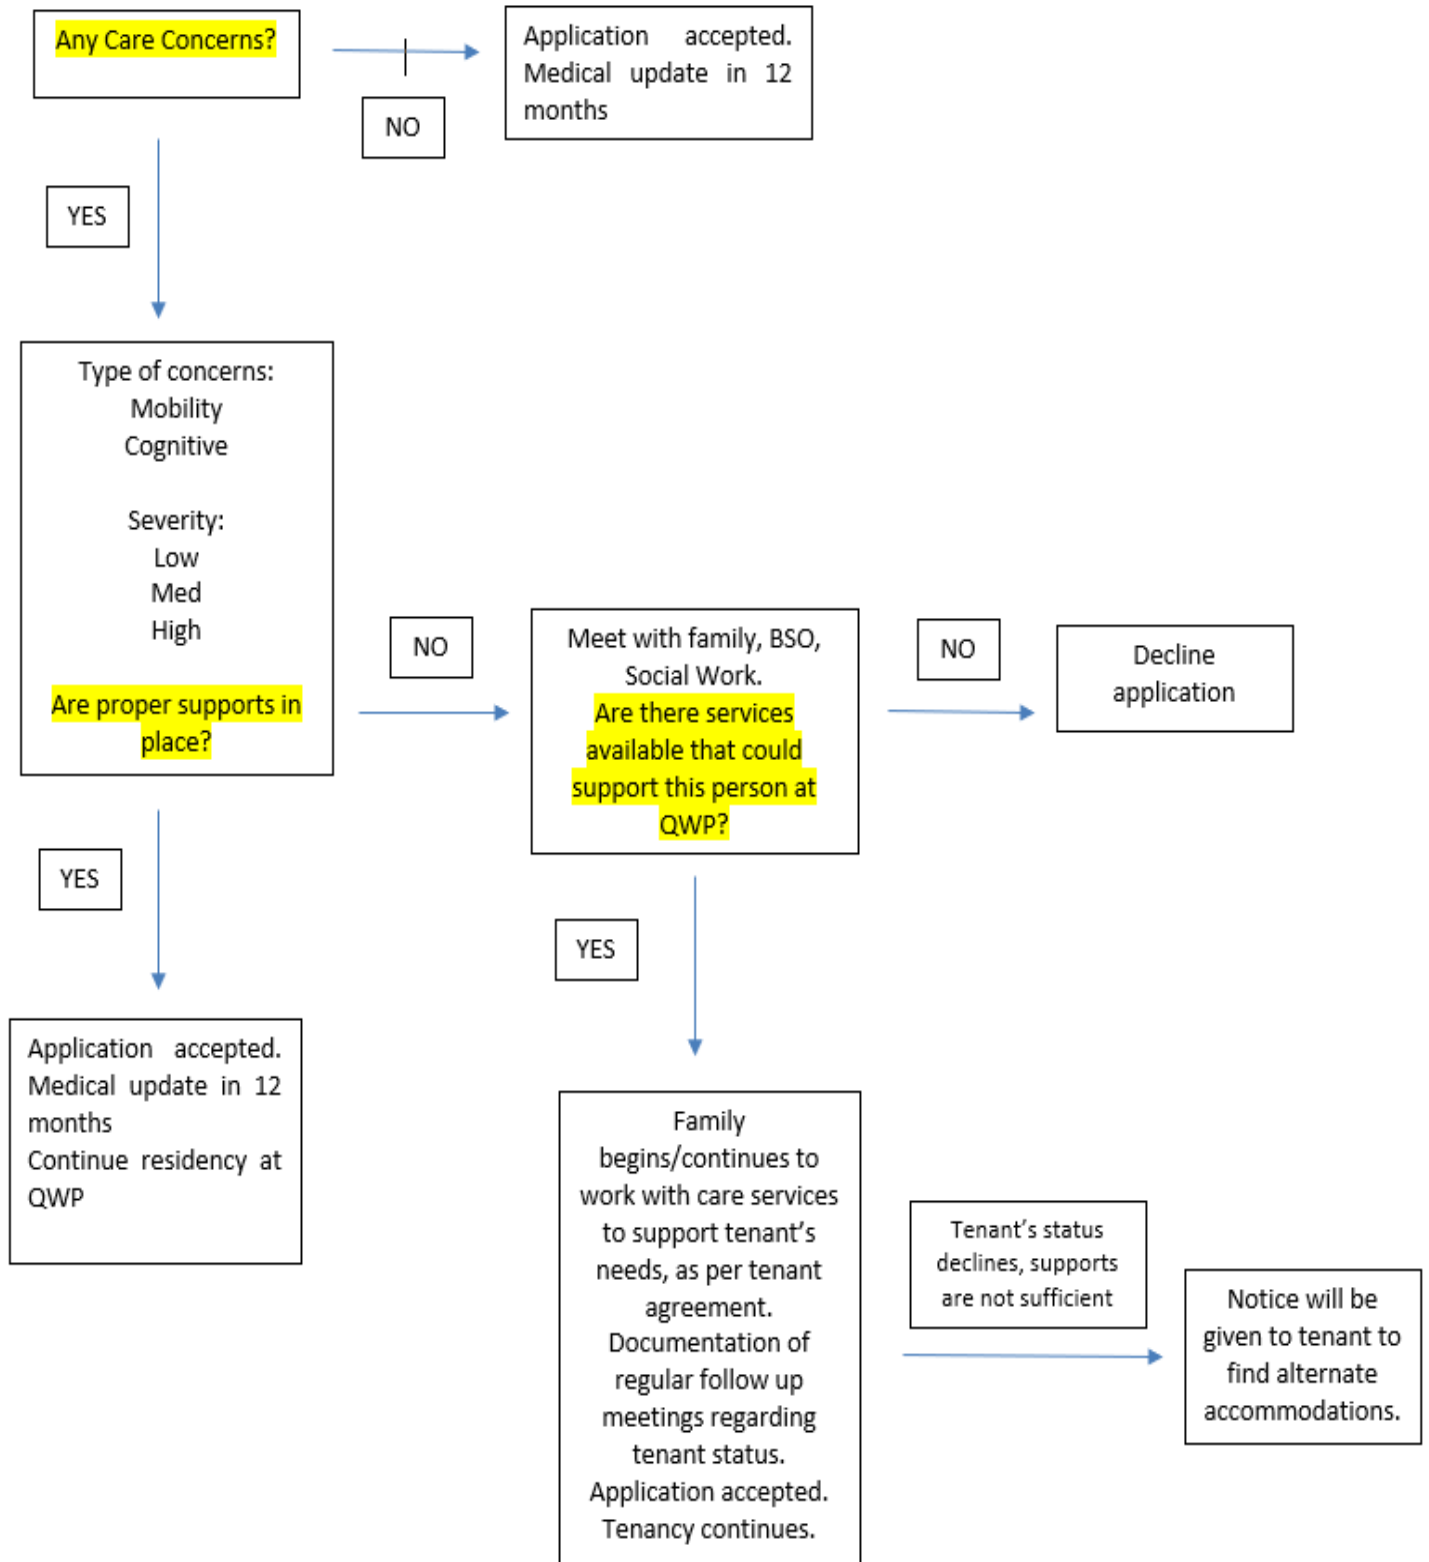 Any Care Concerns?
NO
Application accepted.
Medical update in 12
months
YES
Type of concerns:
Mobility
Cognitive
Severity:
Low
Med
High
Are proper supports in
place?
NO
Meet with family, BSO,
Social Work.
Are there services
available that could
support this person at
QWP?
NO
Decline
application
YES
Application accepted.
Medical update in 12
months
Continue residency at
QWP
YES
Family
begins/continues to
work with care services
to support tenant's
needs, as per tenant
agreement.
Documentation of
regular follow up
meetings regarding
tenant status.
Application accepted.
Tenancy continues.
Tenant's status
declines, supports
are not sufficient
Notice will be
given to tenant to
find alternate
accommodations.